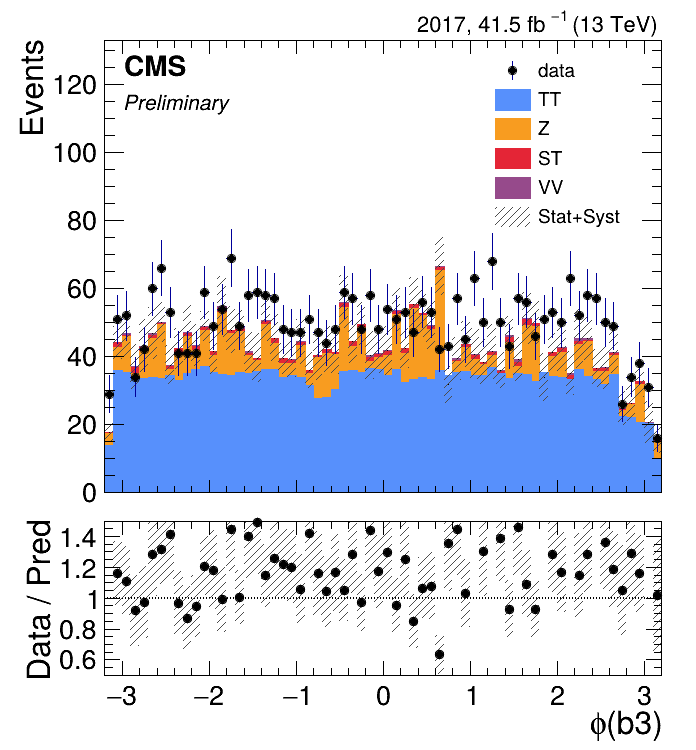 2017, 41.5 fb⁻¹ (13 TeV)
CMS
Preliminary
Events
data
TT
Z
ST
VV
Stat+Syst
120
100
80
60
40
20
0
Data / Pred
1.4
1.2
1
0.8
0.6
−3 −2 −1 0 1 2 3
ϕ(b3)